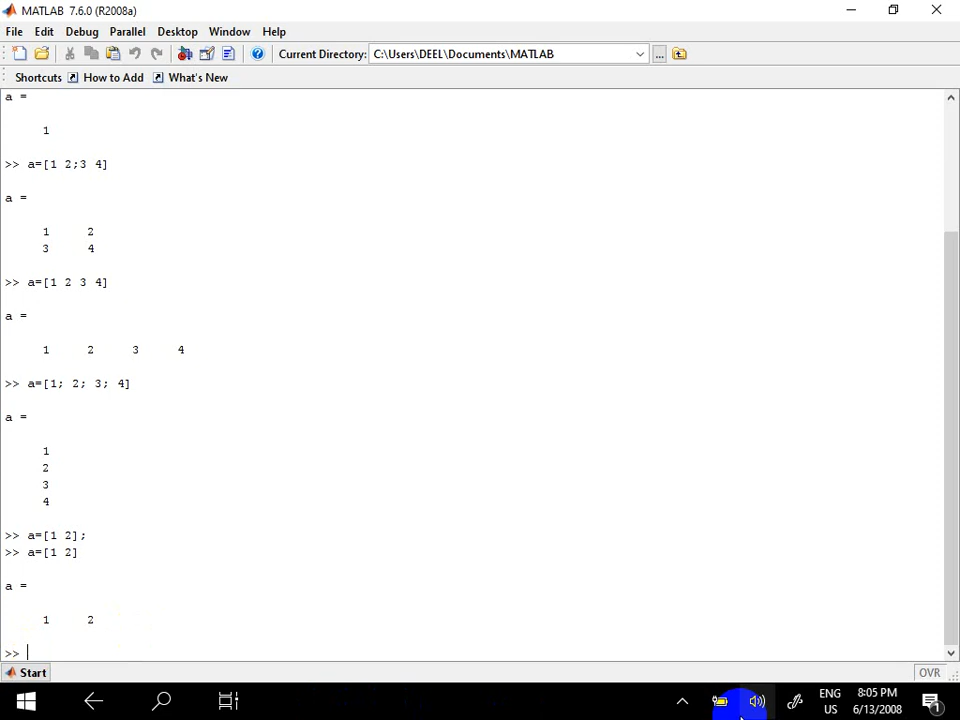 MATLAB 7.6.0 (R2008a)
File Edit Debug Parallel Desktop Window Help
Current Directory: C:\Users\DEEL\Documents\MATLAB
Shortcuts How to Add What's New
a =
1
>> a=[1 2;3 4]
a =
1 2
3 4
>> a=[1 2 3 4]
a =
1 2 3 4
>> a=[1; 2; 3; 4]
a =
1
2
3
4
>> a=[1 2];
>> a=[1 2]
a =
1 2
>>
Start OVR
ENG 8:05 PM
US 6/13/2008 1